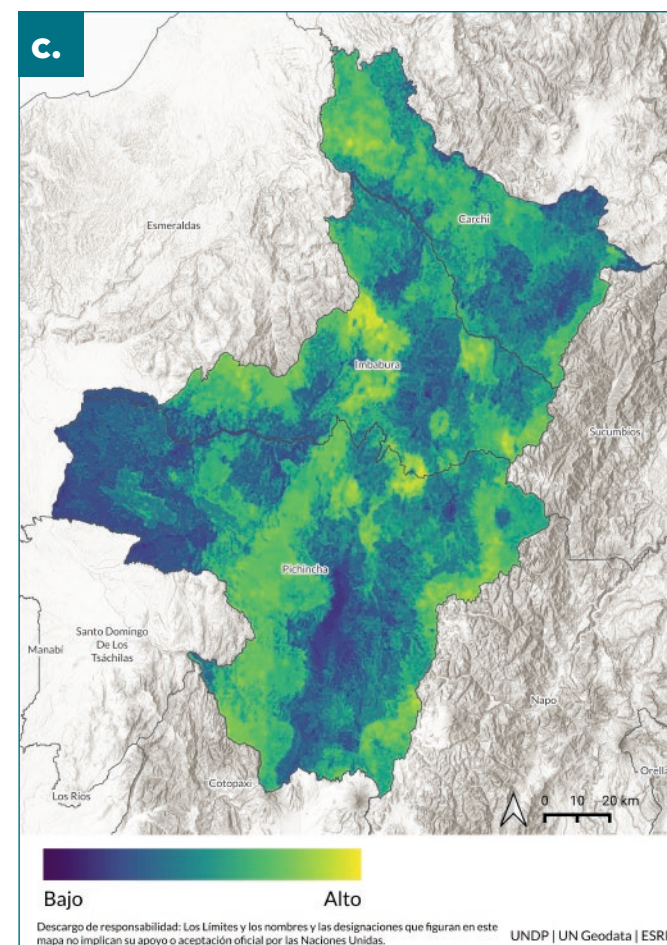 c.
Esmeraldas
Carchi
Imbabura
Sucumbíos
Pichincha
Santo Domingo
De Los
Tsáchilas
Manabí
Napo
Cotopaxi
Los Ríos
0 10 20 km
Bajo
Alto
Descargo de responsabilidad: Los Límites y los nombres y las designaciones que figuran en este
mapa no implican su apoyo o aceptación oficial por las Naciones Unidas.
UNDP | UN Geodata | ESRI